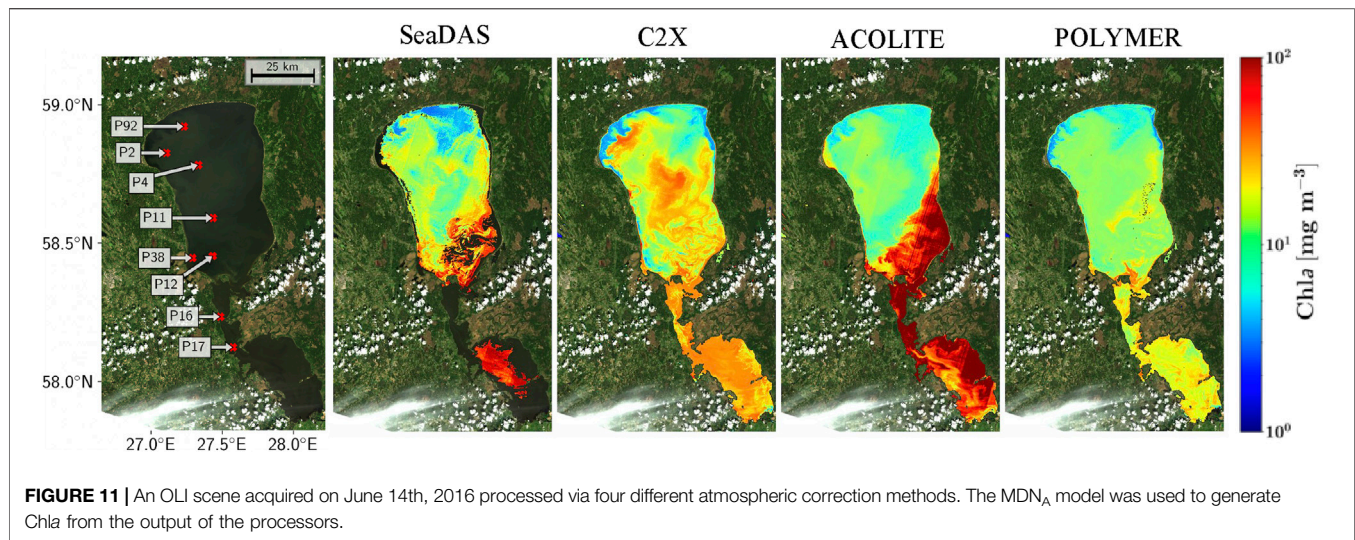 SeaDAS C2X ACOLITE POLYMER
25 km
59.0°N
58.5°N
58.0°N
P92
P2
P4
P11
P38
P12
P16
P17
27.0°E 27.5°E 28.0°E
10²
10¹
10⁰
Chla [mg m⁻³]
FIGURE 11 | An OLI scene acquired on June 14th, 2016 processed via four different atmospheric correction methods. The MDN_A model was used to generate
Chla from the output of the processors.